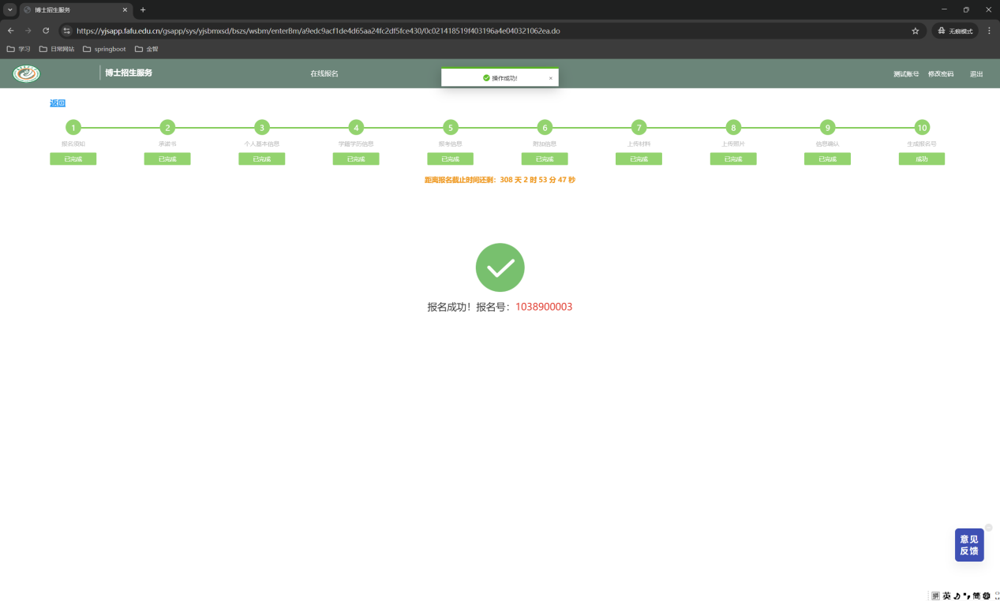 博士招生服务
https://yjsapp.fafu.edu.cn/gsapp/sys/yjsbmxsd/bszs/wsbm/enterBm/a9edc9acf1de4d65aa24fc2df5fce430/0c021418519f403196a4e040321062ea.do
无痕模式
学习 日常网站 springboot 金智
博士招生服务 在线报名 操作成功! 测试账号 修改密码 退出
返回
1 2 3 4 5 6 7 8 9 10
报名须知 承诺书 个人基本信息 学籍学历信息 报考信息 附加信息 上传材料 上传照片 信息确认 生成报名号
已完成 已完成 已完成 已完成 已完成 已完成 已完成 已完成 已完成 成功
距离报名截止时间还剩：308 天 2 时 53 分 47 秒
报名成功！报名号：1038900003
意见
反馈
拼 英 简